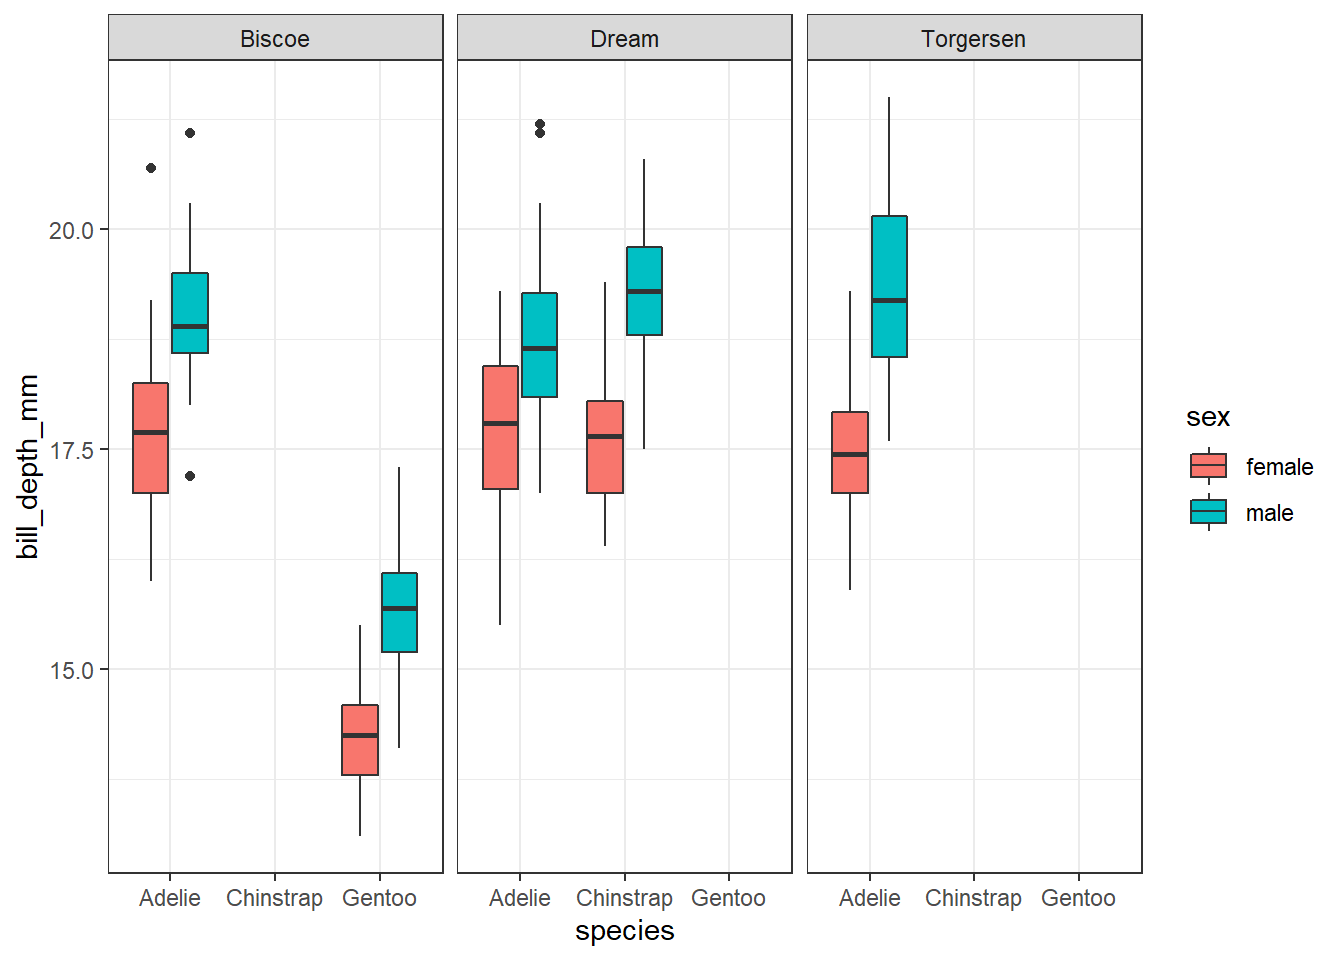 Biscoe Dream Torgersen
bill_depth_mm
20.0
17.5
15.0
Adelie Chinstrap Gentoo Adelie Chinstrap Gentoo Adelie Chinstrap Gentoo
species
sex
female
male